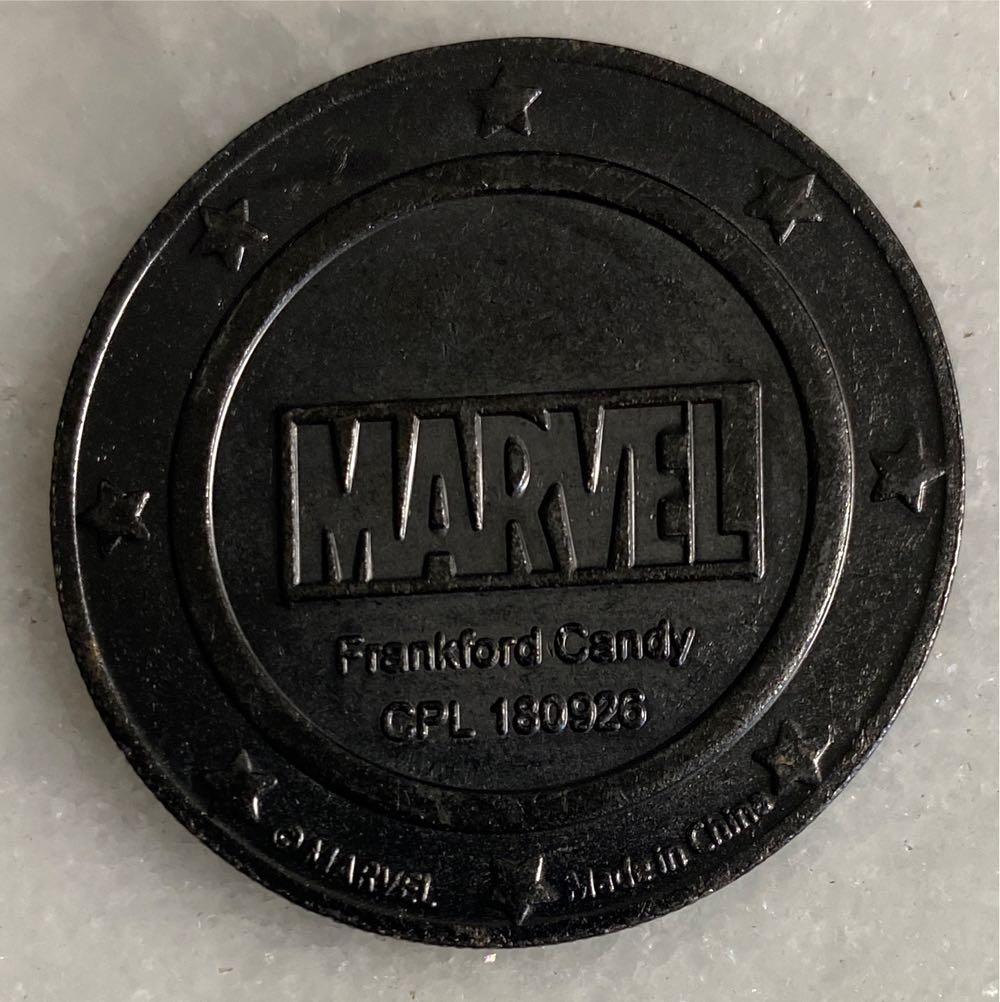 MARVEL
Frankford Candy
CPL 180926
© MARVEL
Made in China